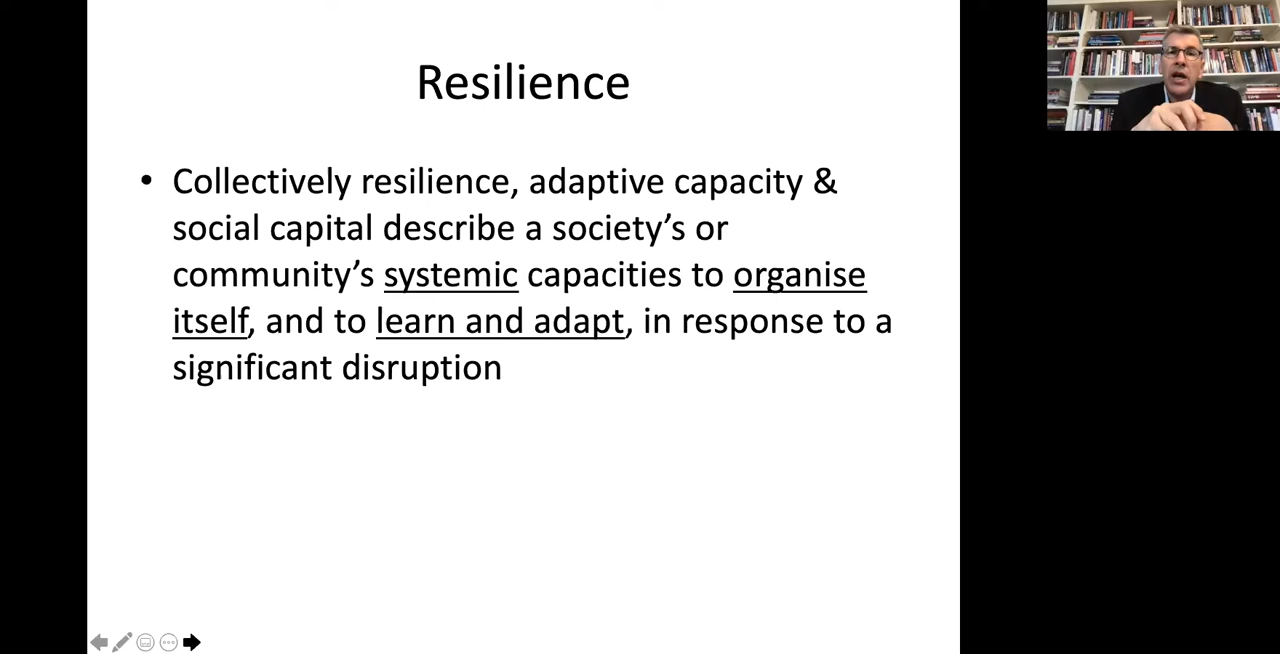 Resilience
• Collectively resilience, adaptive capacity &
social capital describe a society’s or
community’s systemic capacities to organise
itself, and to learn and adapt, in response to a
significant disruption